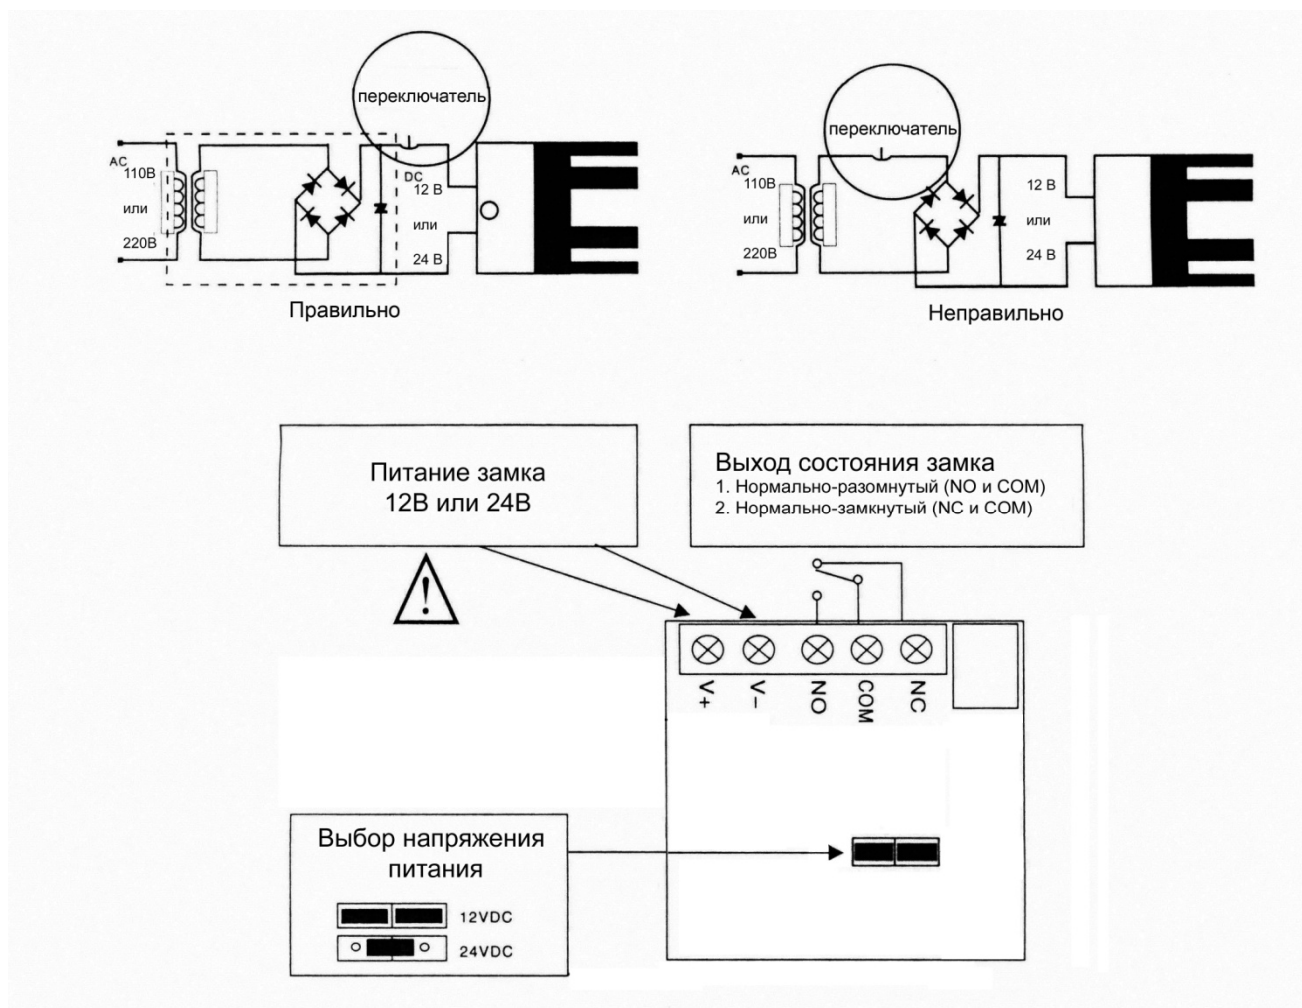 переключатель
AC
110В
или
220В
DC
12 В
или
24 В
Правильно
переключатель
AC
110В
или
220В
12 В
или
24 В
Неправильно
Питание замка
12В или 24В
Выход состояния замка
1. Нормально-разомнутый (NO и COM)
2. Нормально-замкнутый (NC и COM)
!
V+
V–
NO
COM
NC
Выбор напряжения
питания
12VDC
24VDC